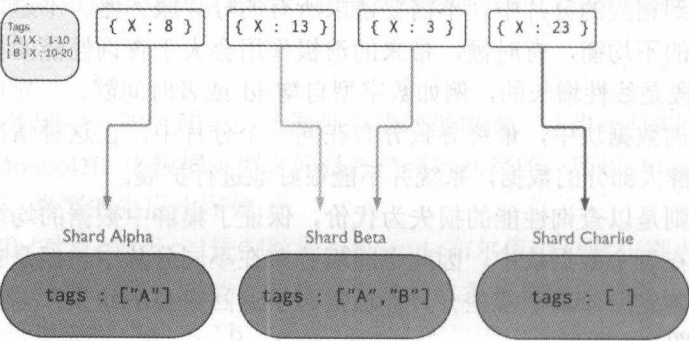 Tags
[ A ] X : 1-10
[ B ] X : 10-20
{ X : 8 }
{ X : 13 }
{ X : 3 }
{ X : 23 }
Shard Alpha
Shard Beta
Shard Charlie
tags : ["A"]
tags : ["A","B"]
tags : [ ]